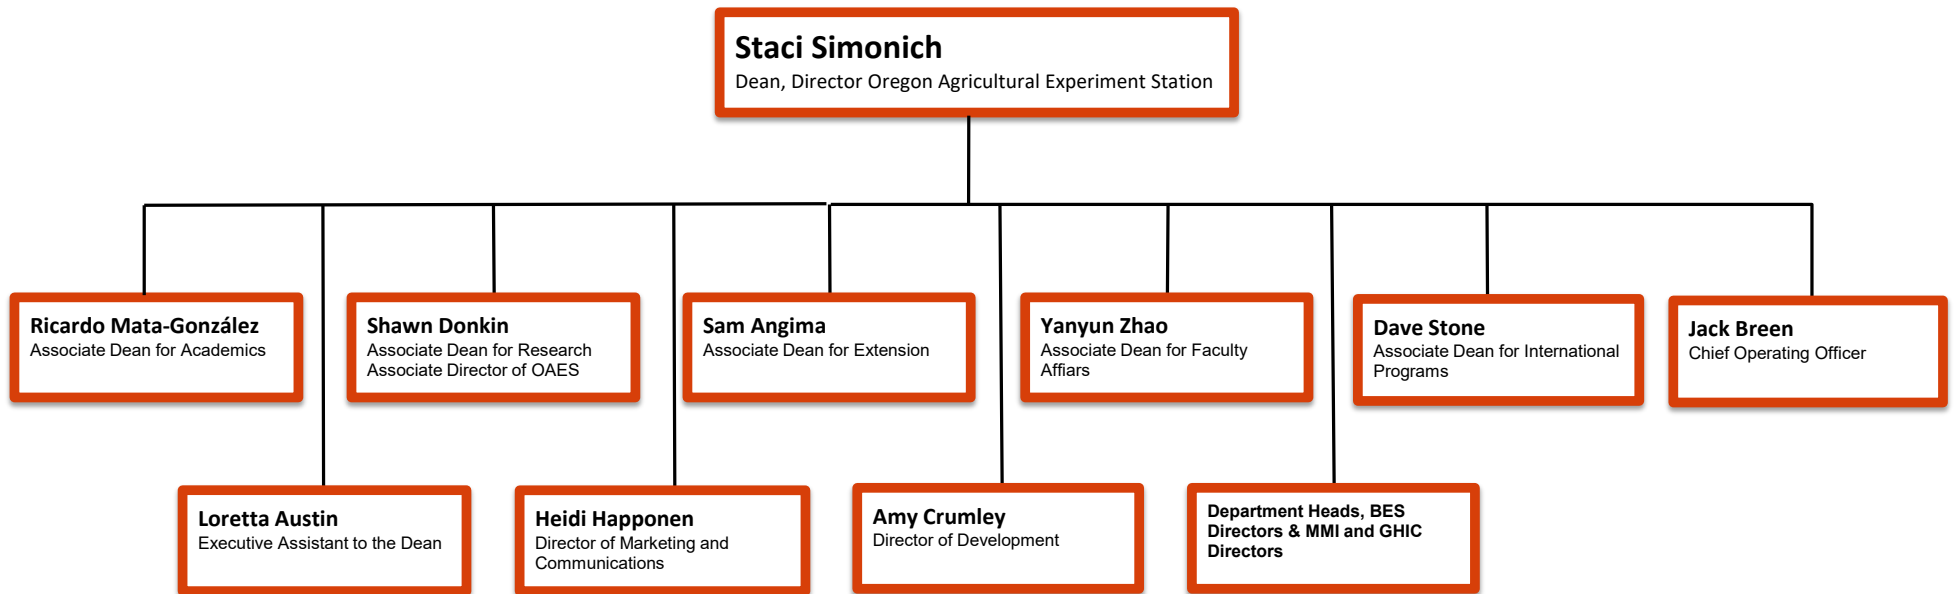 Staci Simonich
Dean, Director Oregon Agricultural Experiment Station
Ricardo Mata-González
Associate Dean for Academics
Shawn Donkin
Associate Dean for Research
Associate Director of OAES
Sam Angima
Associate Dean for Extension
Yanyun Zhao
Associate Dean for Faculty
Affiars
Dave Stone
Associate Dean for International
Programs
Jack Breen
Chief Operating Officer
Loretta Austin
Executive Assistant to the Dean
Heidi Happonen
Director of Marketing and
Communications
Amy Crumley
Director of Development
Department Heads, BES
Directors & MMI and GHIC
Directors